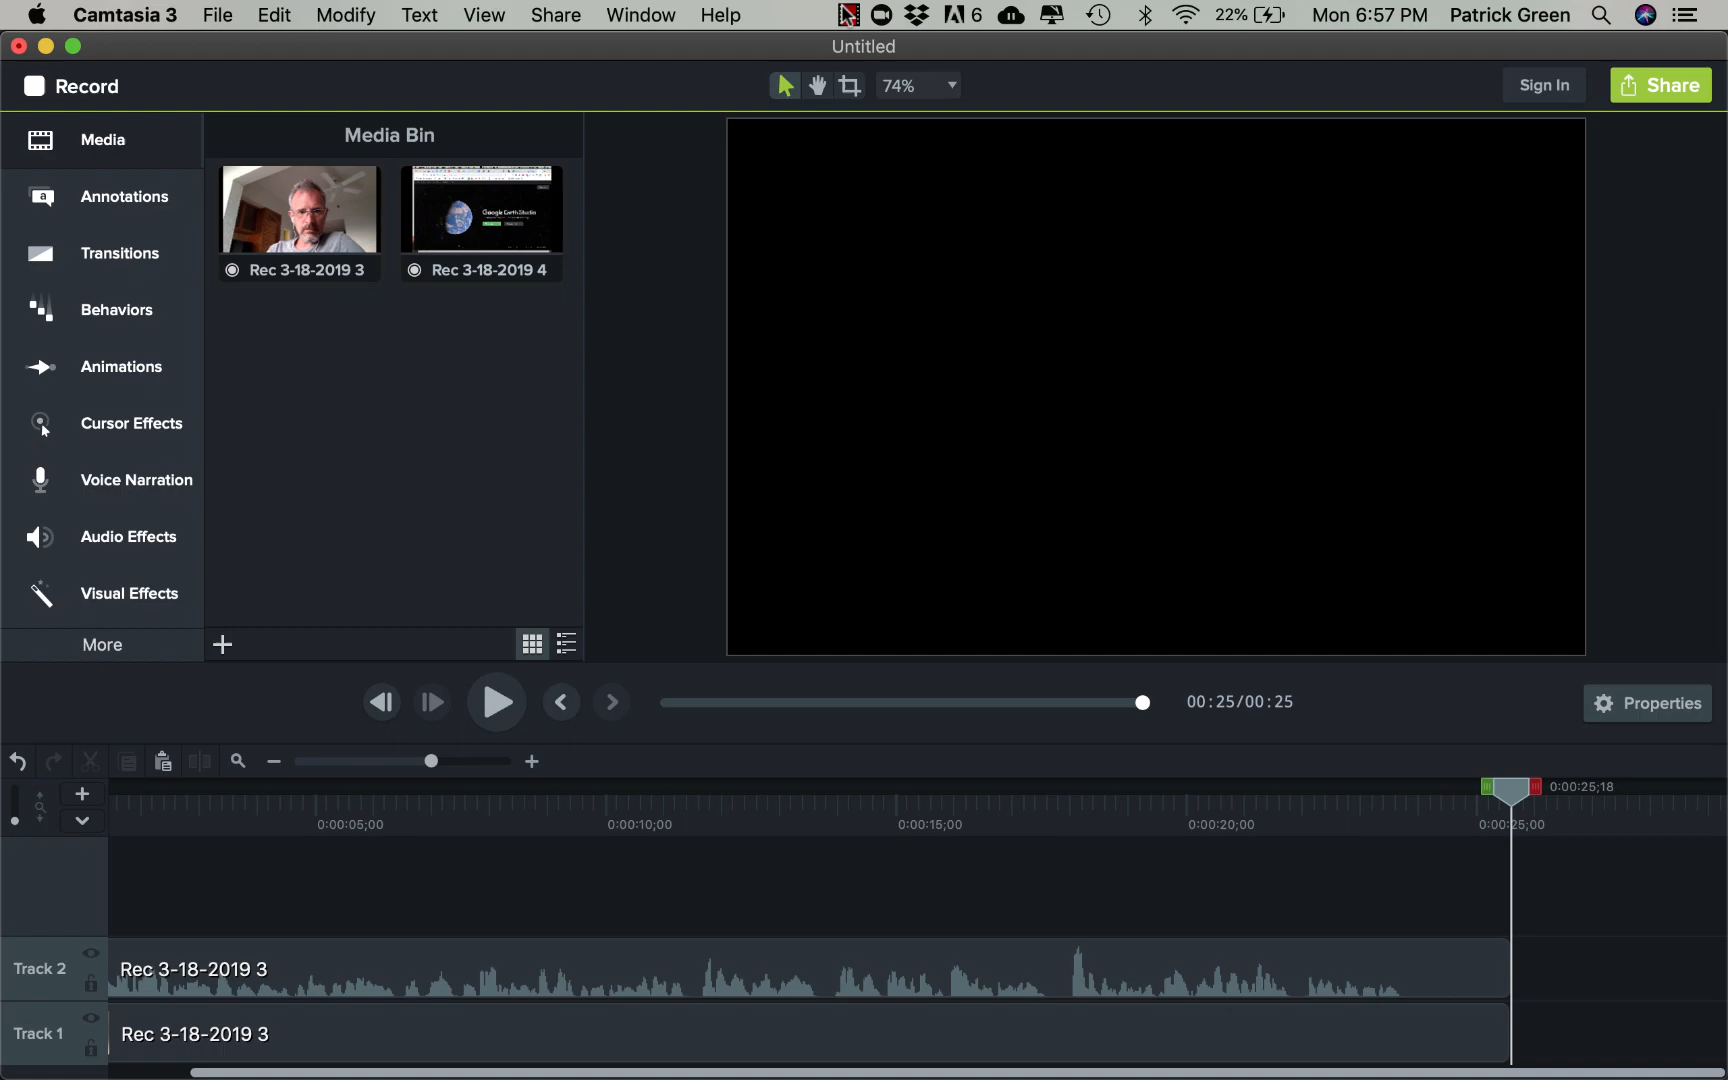 Camtasia 3 File Edit Modify Text View Share Window Help 6 22% Mon 6:57 PM Patrick Green
Untitled
Record 74% Sign In Share
Media
Media Bin
Annotations
Google Earth Studio
Transitions
Rec 3-18-2019 3
Rec 3-18-2019 4
Behaviors
Animations
Cursor Effects
Voice Narration
Audio Effects
Visual Effects
More
00:25/00:25
Properties
0:00:25;18
0:00:05;00 0:00:10;00 0:00:15;00 0:00:20;00 0:00:25;00
Track 2 Rec 3-18-2019 3
Track 1 Rec 3-18-2019 3